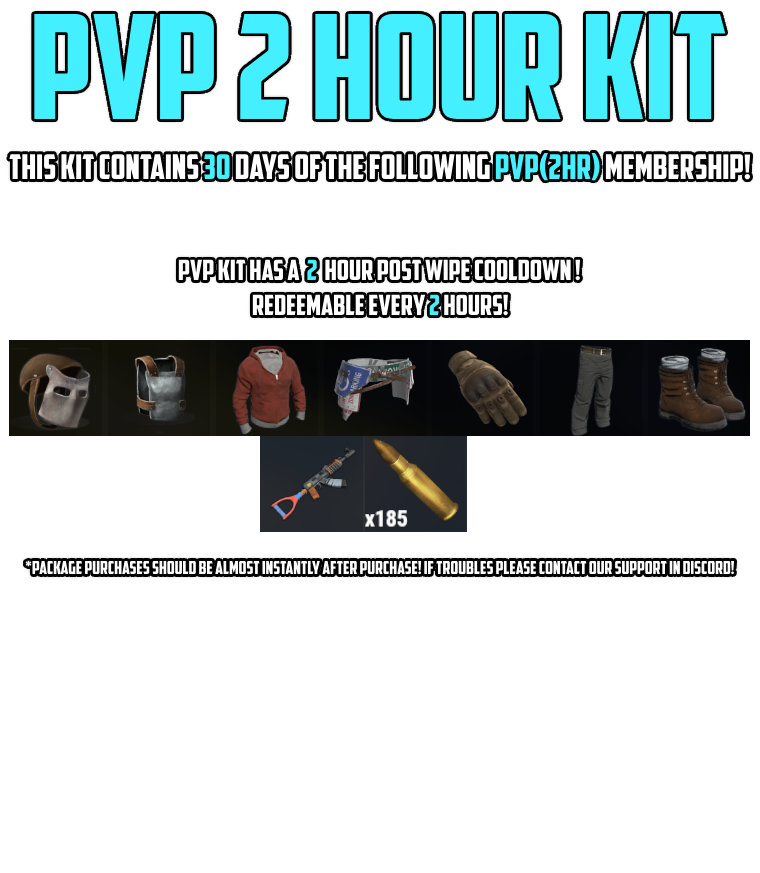 PVP 2 HOUR KIT
THIS KIT CONTAINS 30 DAYS OF THE FOLLOWING PVP(2HR) MEMBERSHIP!
PVP KIT HAS A 2 HOUR POST WIPE COOLDOWN!
REDEEMABLE EVERY 2 HOURS!
x185
*PACKAGE PURCHASES SHOULD BE ALMOST INSTANTLY AFTER PURCHASE! IF TROUBLES PLEASE CONTACT OUR SUPPORT IN DISCORD!